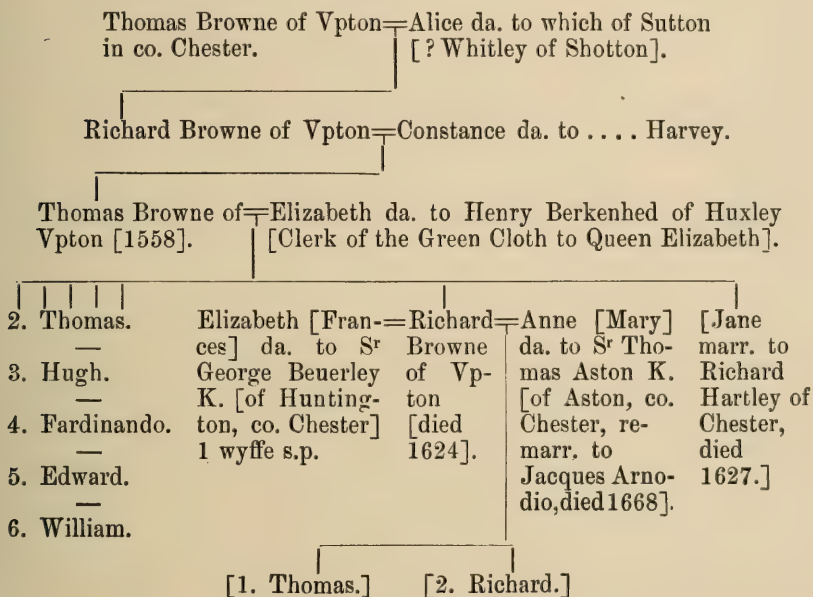 Thomas Browne of Vpton=Alice da. to which of Sutton
in co. Chester. [? Whitley of Shotton].
Richard Browne of Vpton=Constance da. to .... Harvey.
Thomas Browne of=Elizabeth da. to Henry Berkenhed of Huxley
Vpton [1558]. [Clerk of the Green Cloth to Queen Elizabeth].
2. Thomas.
—
3. Hugh.
—
4. Fardinando.
—
5. Edward.
—
6. William.
Elizabeth [Fran-
ces] da. to Sr
George Beuerley
K. [of Hunting-
ton, co. Chester]
1 wyffe s.p.
=Richard=
Browne
of Vp-
ton
[died
1624].
Anne [Mary]
da. to Sr Tho-
mas Aston K.
[of Aston, co.
Chester, re-
marr. to
Jacques Arno-
dio, died 1668].
[Jane
marr. to
Richard
Hartley of
Chester,
died
1627.]
[1. Thomas.] [2. Richard.]